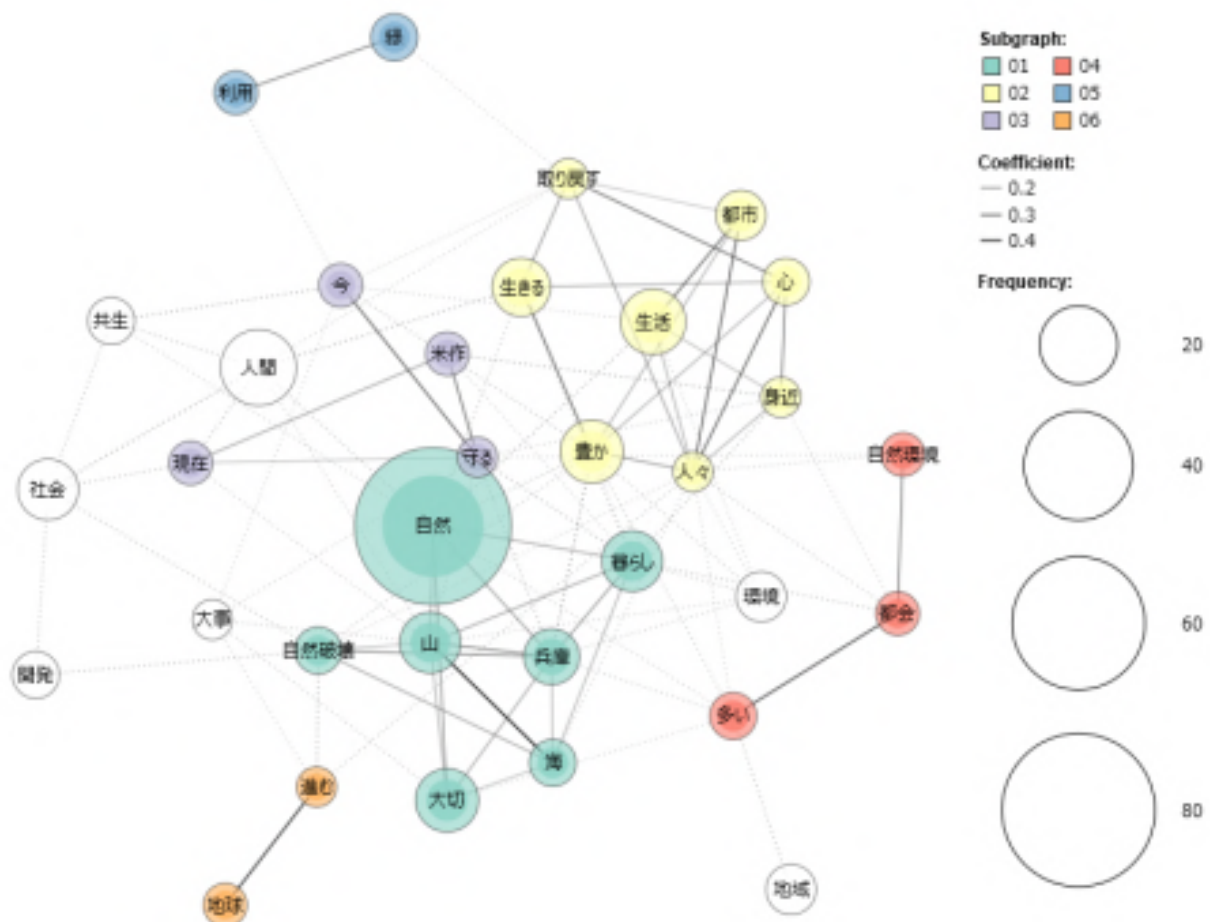 Subgraph:
01 04
02 05
03 06
Coefficient:
0.2
0.3
0.4
Frequency:
20
40
60
80
緑
利用
取り戻す
都市
今
生きる
心
共生
生活
米作
人間
身近
守る
豊か
自然環境
現在
人々
社会
自然
暮らし
環境
大事
都会
山
自然破壊
兵庫
開発
多い
海
進む
大切
地域
地球